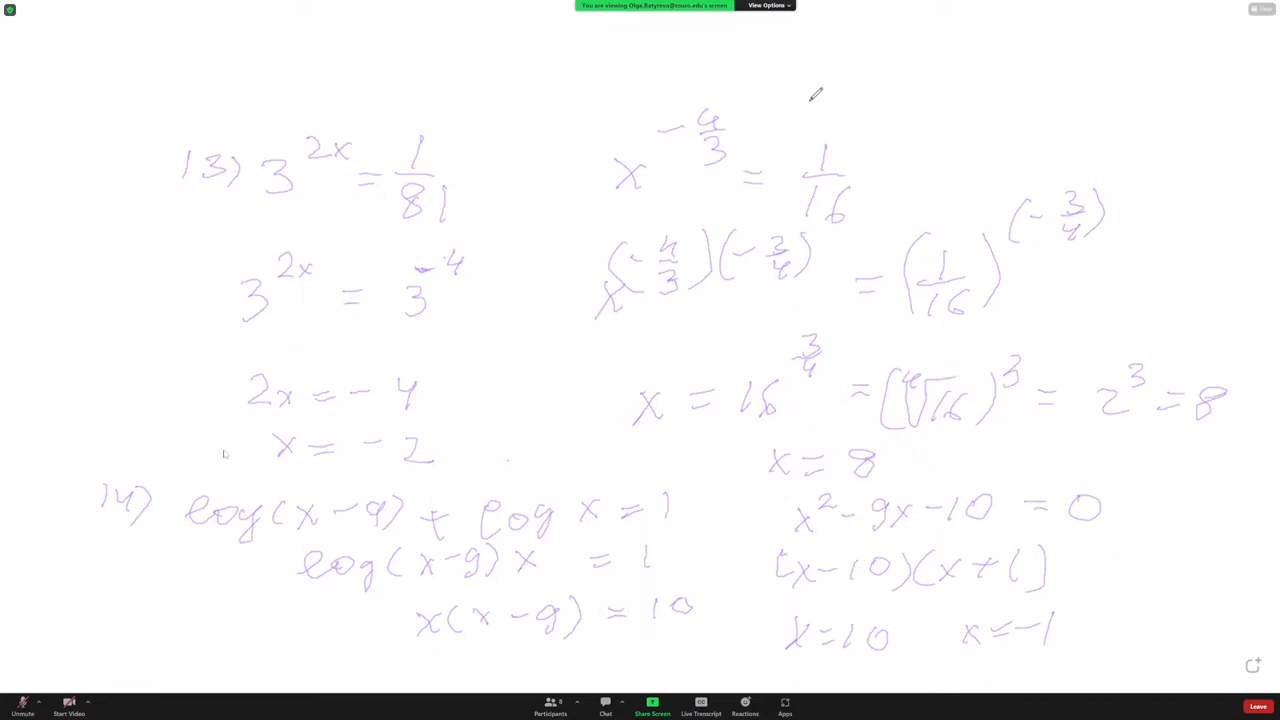 You are viewing Olga.Batyreva@touro.edu's screen View Options
View
13) 3^{2x} = 1/81
3^{2x} = 3^{-4}
2x = -4
x = -2
x^{-4/3} = 1/16
x^{(-4/3)(-3/4)} = (1/16)^{(-3/4)}
x = 16^{3/4} = (∜16)^3 = 2^3 = 8
x = 8
14) log(x-9) + log x = 1
log(x-9)x = 1
x(x-9) = 10
x^2 - 9x - 10 = 0
(x-10)(x+1)
x=10 x=-1
Unmute Start Video Participants 8 Chat Share Screen Live Transcript Reactions Apps Leave